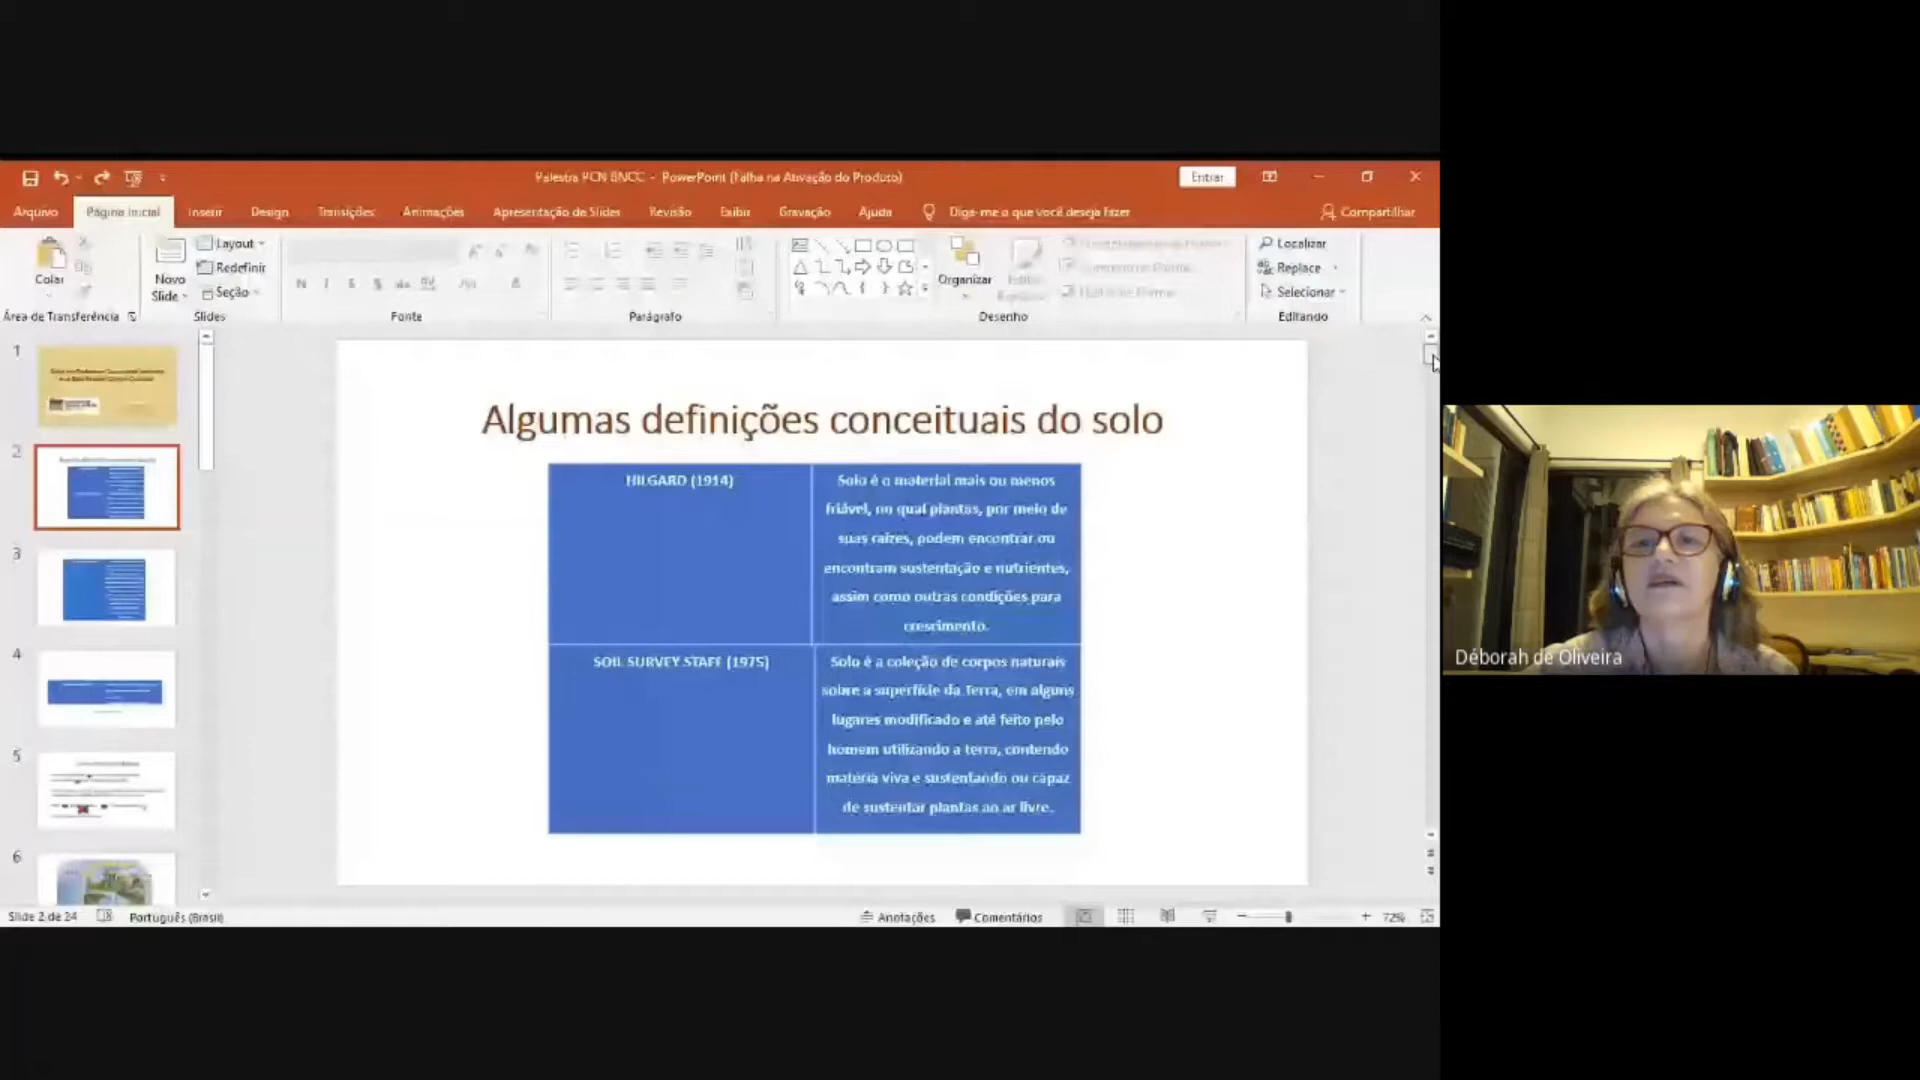 Palestra PCN BNCC - PowerPoint (Falha na Ativação do Produto)
Entrar
Arquivo
Página Inicial
Inserir
Design
Transições
Animações
Apresentação de Slides
Revisão
Exibir
Gravação
Ajuda
Diga-me o que você deseja fazer
Compartilhar
Colar
Novo
Slide
Layout
Redefinir
Seção
Organizar
Localizar
Replace
Selecionar
Área de Transferência
Slides
Fonte
Parágrafo
Desenho
Editando
1
2
3
4
5
6
Algumas definições conceituais do solo
HILGARD (1914)
Solo é o material mais ou menos
friável, no qual plantas, por meio de
suas raízes, podem encontrar ou
encontram sustentação e nutrientes,
assim como outras condições para
crescimento.
SOIL SURVEY STAFF (1975)
Solo é a coleção de corpos naturais
sobre a superfície da Terra, em alguns
lugares modificado e até feito pelo
homem utilizando a terra, contendo
matéria viva e sustentando ou capaz
de sustentar plantas ao ar livre.
Slide 2 de 24
Português (Brasil)
Anotações
Comentários
72%
Déborah de Oliveira